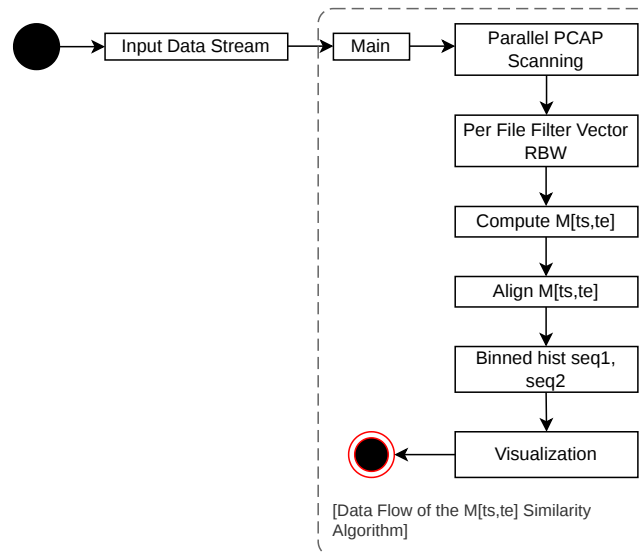 Input Data Stream
Main
Parallel PCAP
Scanning
Per File Filter Vector
RBW
Compute M[ts,te]
Align M[ts,te]
Binned hist seq1,
seq2
Visualization
[Data Flow of the M[ts,te] Similarity
Algorithm]